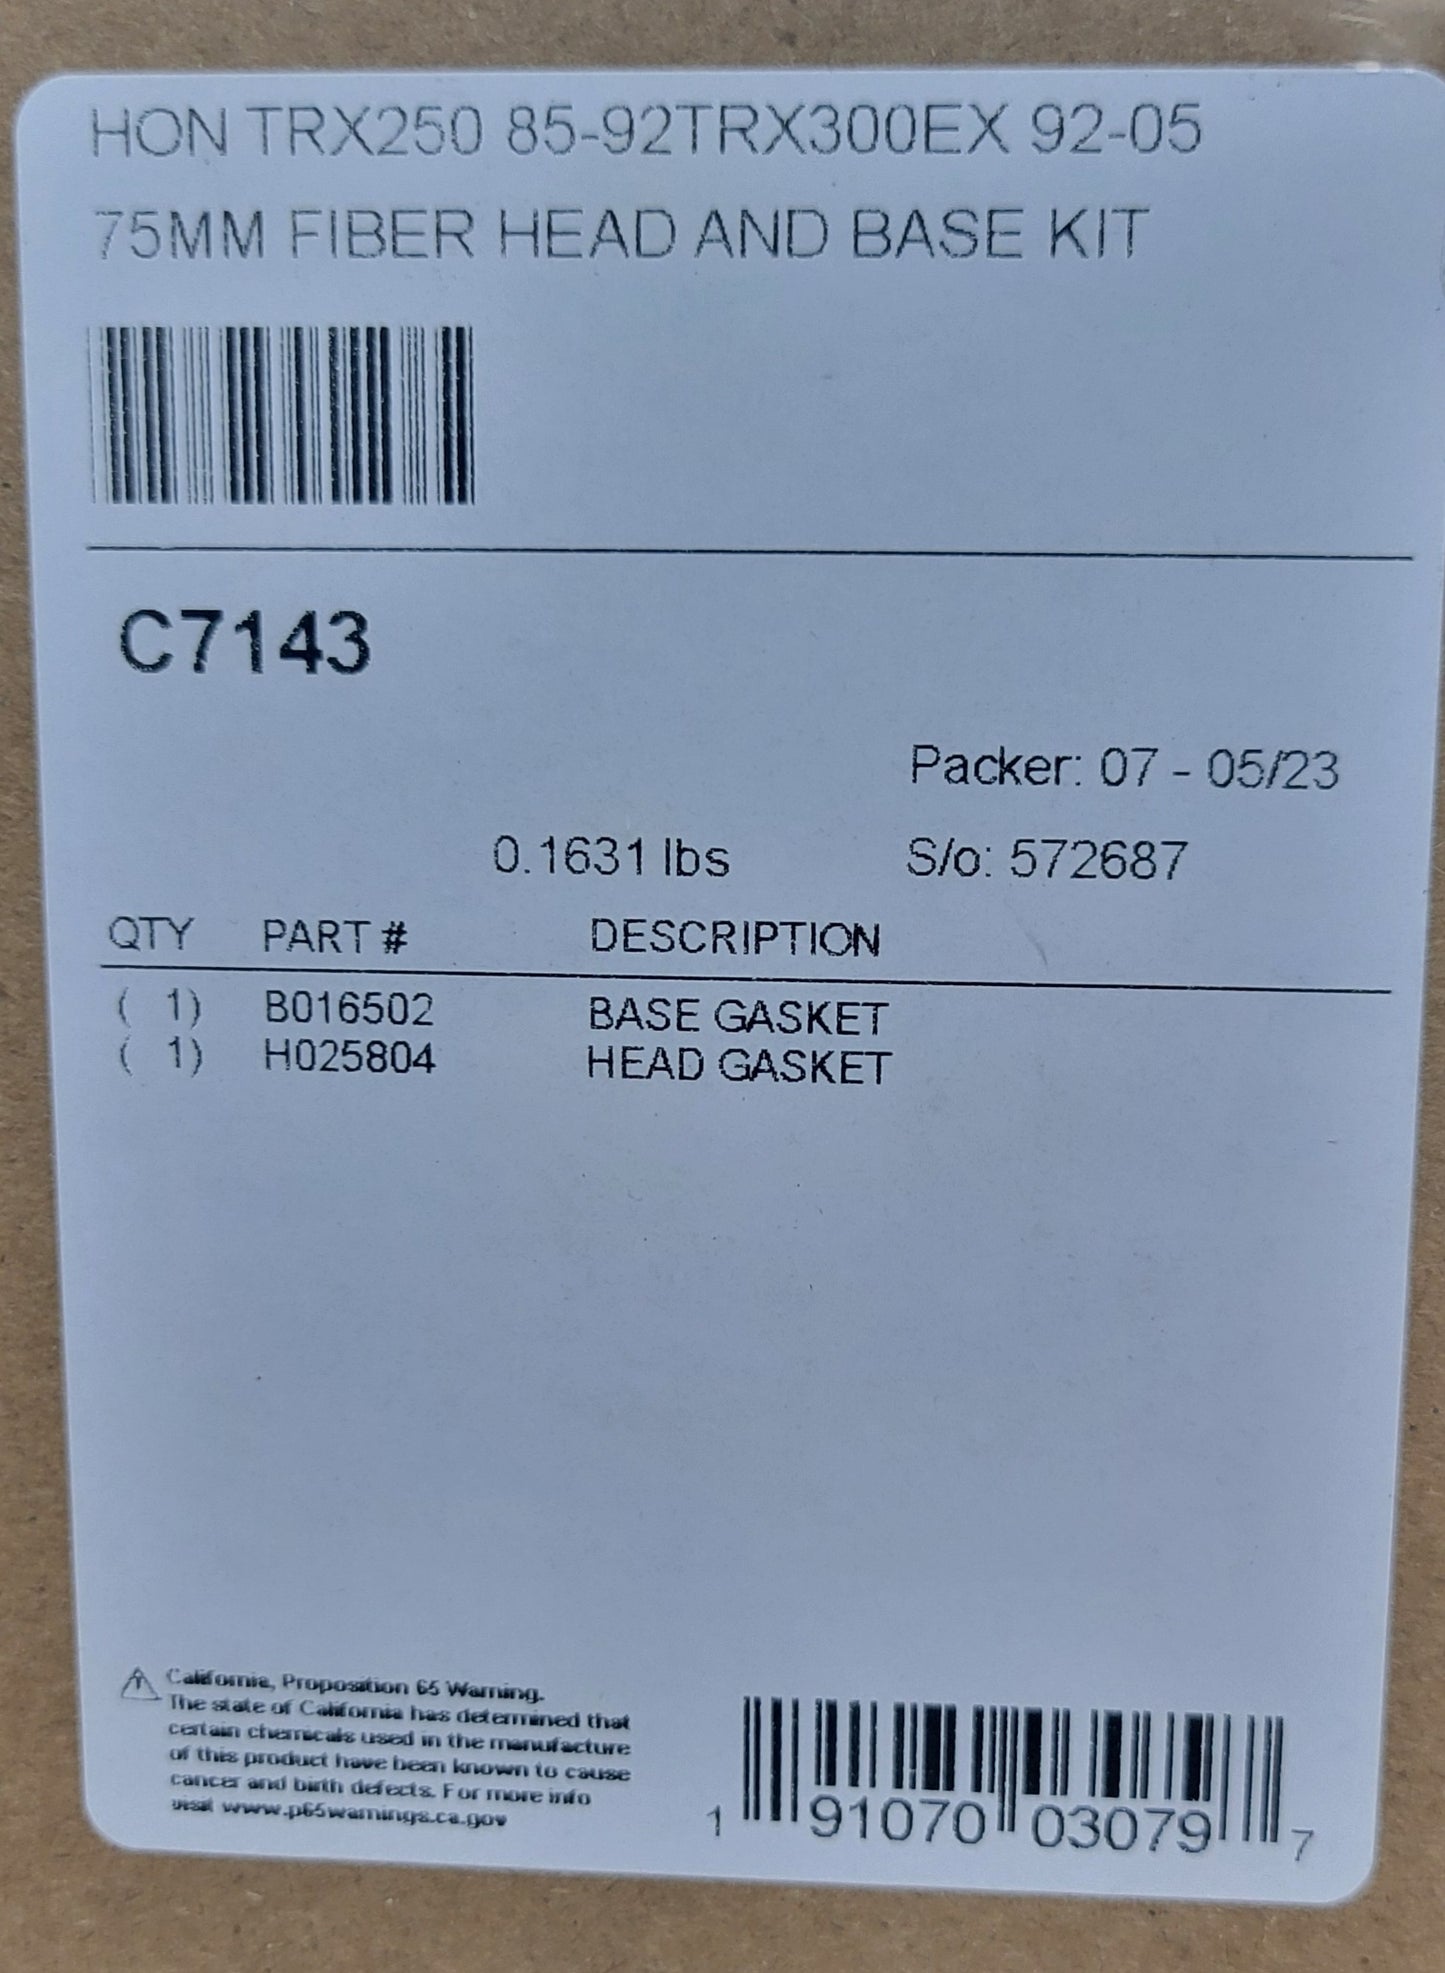 HON TRX250 85-92TRX300EX 92-05
75MM FIBER HEAD AND BASE KIT
C7143
Packer: 07 - 05/23
0.1631 lbs S/o: 572687
QTY PART # DESCRIPTION
( 1) B016502 BASE GASKET
( 1) H025804 HEAD GASKET
California, Proposition 65 Warning.
The state of California has determined that
certain chemicals used in the manufacture
of this product have been known to cause
cancer and birth defects. For more info
visit www.p65warnings.ca.gov
1 91070 03079 7